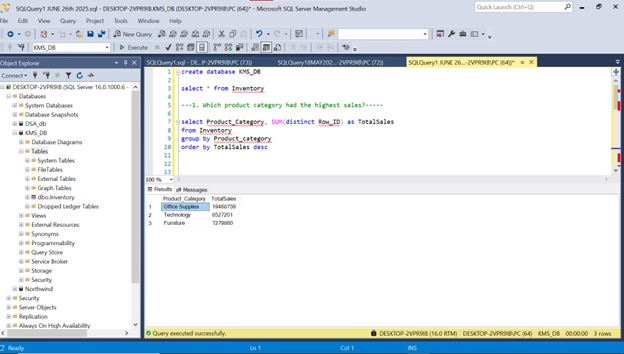 SQLQuery1 JUNE 26th 2025.sql - DESKTOP-2VPR9IB\PC.KMS_DB (DESKTOP-2VPR9IB\PC (64))* - Microsoft SQL Server Management Studio
Quick Launch (Ctrl+Q)
File Edit View Query Project Tools Window Help
New Query
KMS_DB
Execute
Object Explorer
SQLQuery1.sql - DE...P-2VPR9IB\PC (73))
SQLQuery18MAY202...-2VPR9IB\PC (72))
SQLQuery1 JUNE 26...-2VPR9IB\PC (64))*
Connect
DESKTOP-2VPR9IB (SQL Server 16.0.1000.6 -
Databases
System Databases
Database Snapshots
DSA_db
KMS_DB
Database Diagrams
Tables
System Tables
FileTables
External Tables
Graph Tables
dbo.Inventory
Dropped Ledger Tables
Views
External Resources
Synonyms
Programmability
Query Store
Service Broker
Storage
Security
Northwind
Security
Server Objects
Replication
Always On High Availability
1 create database KMS_DB
2
3 select * from Inventory
4
5 ---1. Which product category had the highest sales?-----
6
7 select Product_Category, SUM(distinct Row_ID) as TotalSales
8 from Inventory
9 group by Product_category
10 order by TotalSales desc
11
12
13
100 %
Results Messages
Product_Category TotalSales
1 Office Supplies 19468738
2 Technology 8527201
3 Furniture 7279860
Query executed successfully.
DESKTOP-2VPR9IB (16.0 RTM) DESKTOP-2VPR9IB\PC (64) KMS_DB 00:00:00 3 rows
Ready Ln 1 Col 1 INS